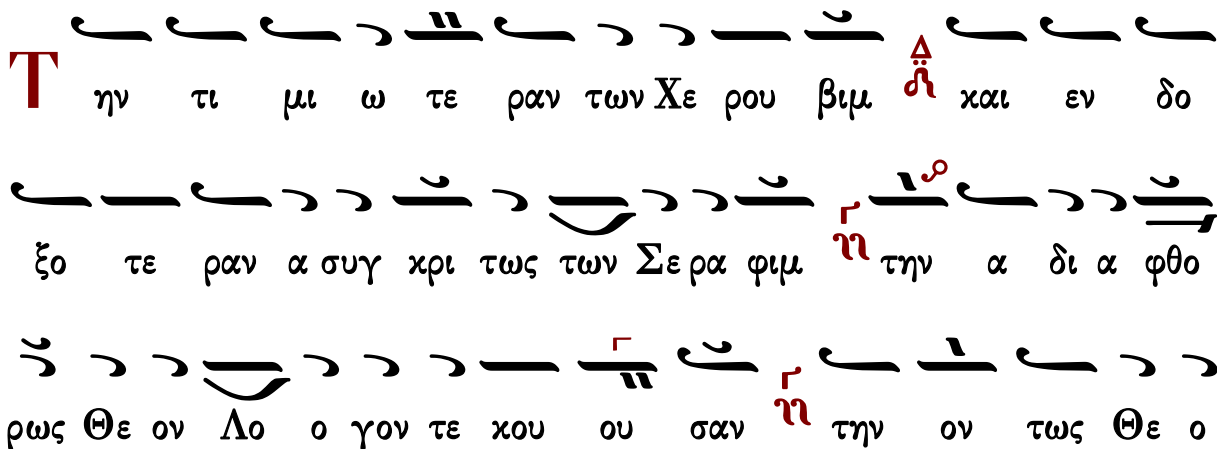 Την τι μι ω τε ραν των Χε ρου βιμ Δ και εν δο
ξο τε ραν α συγ κρι τως των Σε ρα φιμ Γ την α δι α φθο
ρως Θε ον Λο ο γον τε κου ου σαν Γ την ον τως Θε ο